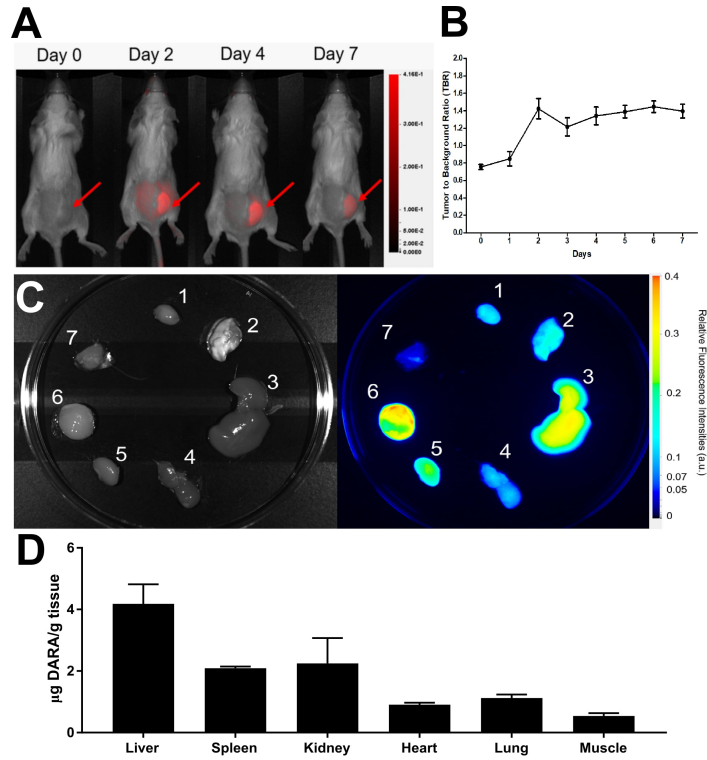 A
Day 0 Day 2 Day 4 Day 7
4.16E-1
3.00E-1
2.00E-1
1.00E-1
5.00E-2
2.00E-2
0.0000
B
Tumor to Background Ratio (TBR)
2.0
1.8
1.6
1.4
1.2
1.0
0.8
0.6
0.4
0.2
0.0
0 1 2 3 4 5 6 7
Days
C
1
2
3
4
5
6
7
1
2
3
4
5
6
7
0.4
0.3
0.2
0.1
0.07
0.05
0
Relative Fluorescence Intensities (a.u.)
D
µg DARA/g tissue
6
4
2
0
Liver Spleen Kidney Heart Lung Muscle